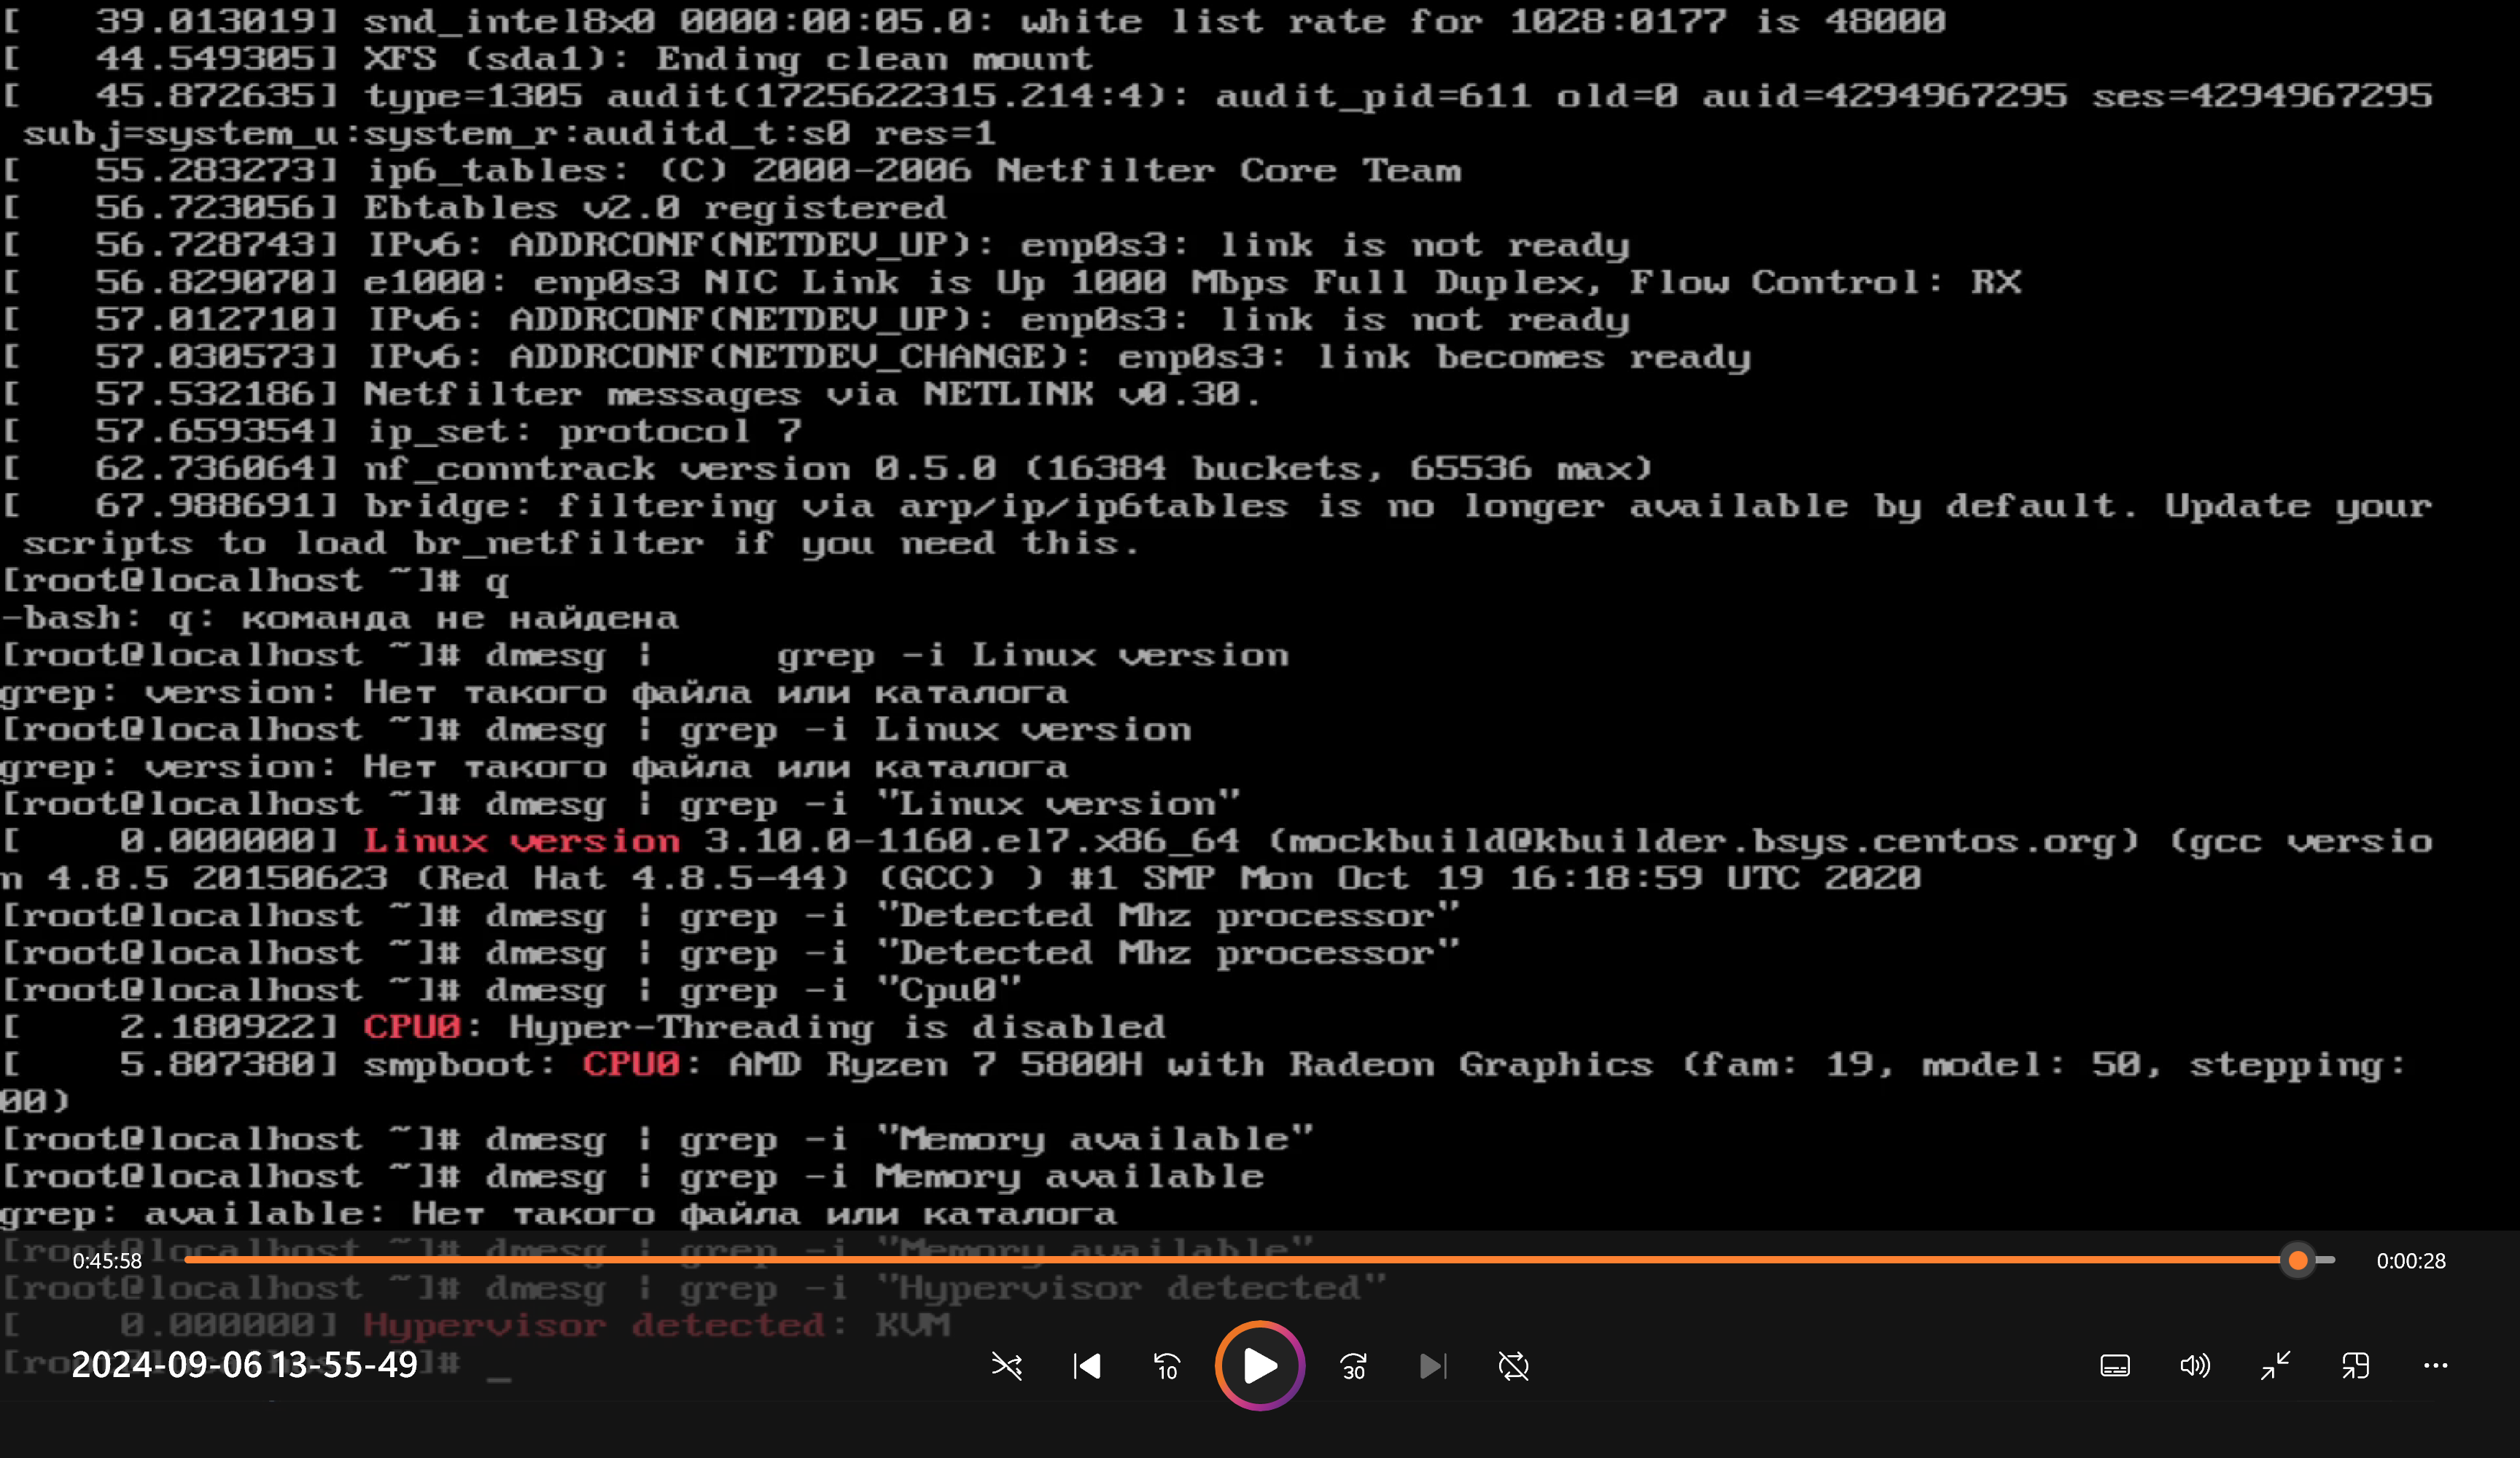 [   39.013019] snd_intel8x0 0000:00:05.0: white list rate for 1028:0177 is 48000
[   44.549305] XFS (sda1): Ending clean mount
[   45.872635] type=1305 audit(1725622315.214:4): audit_pid=611 old=0 auid=4294967295 ses=4294967295
 subj=system_u:system_r:auditd_t:s0 res=1
[   55.283273] ip6_tables: (C) 2000-2006 Netfilter Core Team
[   56.723056] Ebtables v2.0 registered
[   56.728743] IPv6: ADDRCONF(NETDEV_UP): enp0s3: link is not ready
[   56.829070] e1000: enp0s3 NIC Link is Up 1000 Mbps Full Duplex, Flow Control: RX
[   57.012710] IPv6: ADDRCONF(NETDEV_UP): enp0s3: link is not ready
[   57.030573] IPv6: ADDRCONF(NETDEV_CHANGE): enp0s3: link becomes ready
[   57.532186] Netfilter messages via NETLINK v0.30.
[   57.659354] ip_set: protocol 7
[   62.736064] nf_conntrack version 0.5.0 (16384 buckets, 65536 max)
[   67.988691] bridge: filtering via arp/ip/ip6tables is no longer available by default. Update your
 scripts to load br_netfilter if you need this.
[root@localhost ~]# q
-bash: q: команда не найдена
[root@localhost ~]# dmesg |     grep -i Linux version
grep: version: Нет такого файла или каталога
[root@localhost ~]# dmesg | grep -i Linux version
grep: version: Нет такого файла или каталога
[root@localhost ~]# dmesg | grep -i "Linux version"
[    0.000000] Linux version 3.10.0-1160.el7.x86_64 (mockbuild@kbuilder.bsys.centos.org) (gcc versio
n 4.8.5 20150623 (Red Hat 4.8.5-44) (GCC) ) #1 SMP Mon Oct 19 16:18:59 UTC 2020
[root@localhost ~]# dmesg | grep -i "Detected Mhz processor"
[root@localhost ~]# dmesg | grep -i "Detected Mhz processor"
[root@localhost ~]# dmesg | grep -i "Cpu0"
[    2.180922] CPU0: Hyper-Threading is disabled
[    5.807380] smpboot: CPU0: AMD Ryzen 7 5800H with Radeon Graphics (fam: 19, model: 50, stepping:
00)
[root@localhost ~]# dmesg | grep -i "Memory available"
[root@localhost ~]# dmesg | grep -i Memory available
grep: available: Нет такого файла или каталога
[root@localhost ~]# dmesg | grep -i "Memory available"
0:45:58
0:00:28
[root@localhost ~]# dmesg | grep -i "Hypervisor detected"
[    0.000000] Hypervisor detected: KVM
[root@localhost ~]# _
2024-09-06 13-55-49
10
30